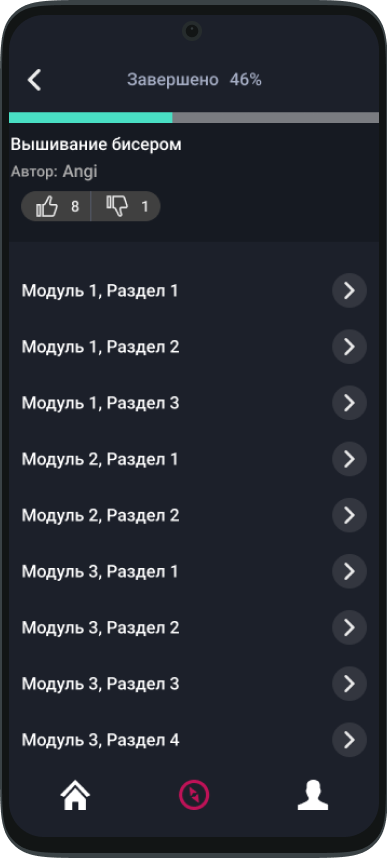 Завершено 46%
Вышивание бисером
Автор: Angi
8 1
Модуль 1, Раздел 1
Модуль 1, Раздел 2
Модуль 1, Раздел 3
Модуль 2, Раздел 1
Модуль 2, Раздел 2
Модуль 3, Раздел 1
Модуль 3, Раздел 2
Модуль 3, Раздел 3
Модуль 3, Раздел 4